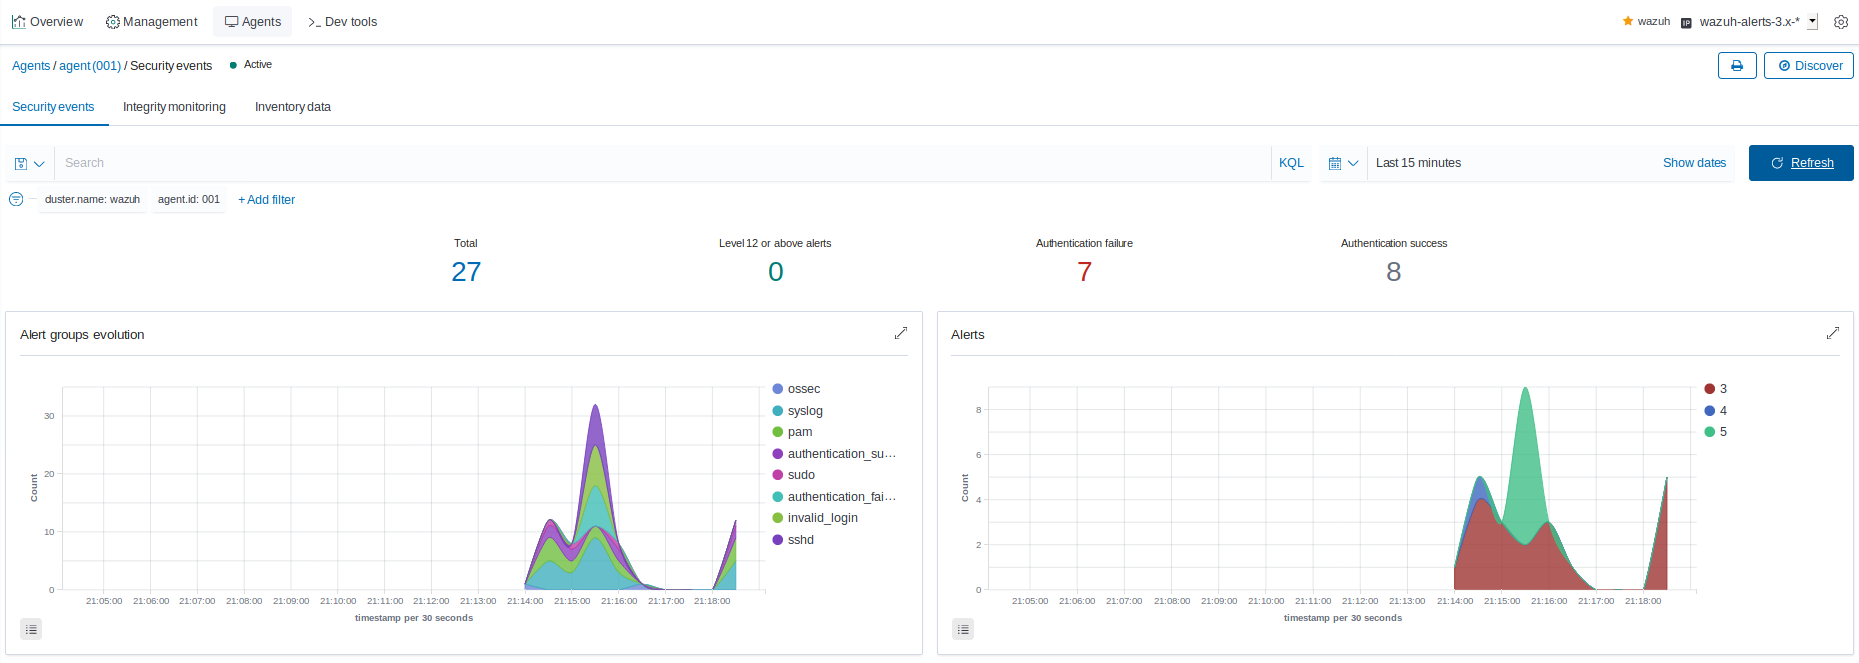 Overview Management Agents >_ Dev tools wazuh IP wazuh-alerts-3.x-*
Agents / agent (001) / Security events Active Discover
Security events Integrity monitoring Inventory data
Search KQL Last 15 minutes Show dates Refresh
cluster.name: wazuh agent.id: 001 + Add filter
Total Level 12 or above alerts Authentication failure Authentication success
27 0 7 8
Alert groups evolution
30
20
10
0
Count
21:05:00 21:06:00 21:07:00 21:08:00 21:09:00 21:10:00 21:11:00 21:12:00 21:13:00 21:14:00 21:15:00 21:16:00 21:17:00 21:18:00
timestamp per 30 seconds
ossec
syslog
pam
authentication_su…
sudo
authentication_fai…
invalid_login
sshd
Alerts
8
6
4
2
0
Count
21:05:00 21:06:00 21:07:00 21:08:00 21:09:00 21:10:00 21:11:00 21:12:00 21:13:00 21:14:00 21:15:00 21:16:00 21:17:00 21:18:00
timestamp per 30 seconds
3
4
5